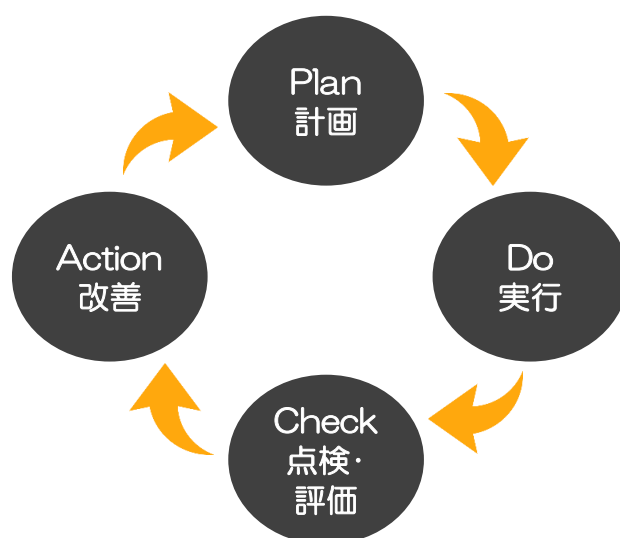 Plan
計画
Do
実行
Check
点検・
評価
Action
改善